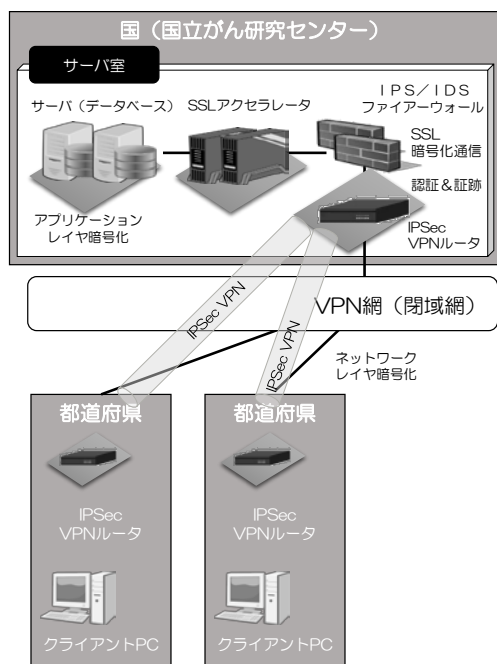 国（国立がん研究センター）
サーバ室
サーバ（データベース）
SSLアクセラレータ
ＩＰＳ／ＩＤＳ
ファイアーウォール
SSL
暗号化通信
認証＆証跡
アプリケーション
レイヤ暗号化
IPSec
VPNルータ
VPN網（閉域網）
IPSec VPN
IPSec VPN
ネットワーク
レイヤ暗号化
都道府県
IPSec
VPNルータ
クライアントPC
都道府県
IPSec
VPNルータ
クライアントPC